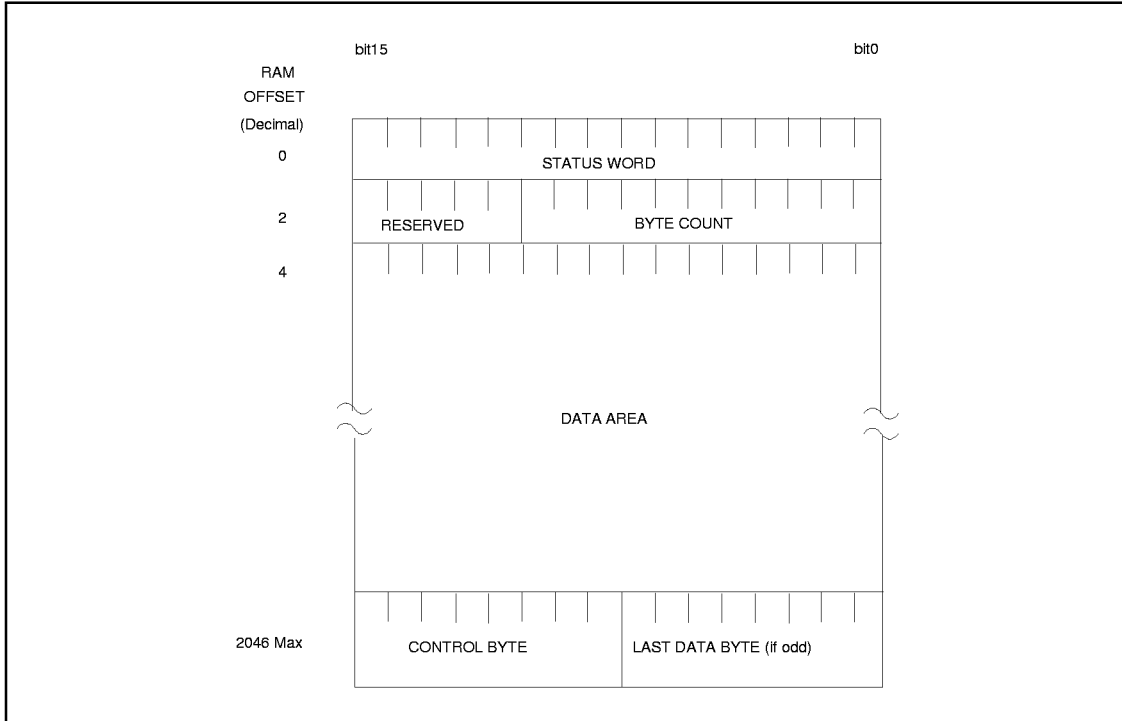 bit15 bit0
RAM
OFFSET
(Decimal)
0 STATUS WORD
2 RESERVED BYTE COUNT
4
DATA AREA
2046 Max CONTROL BYTE LAST DATA BYTE (if odd)